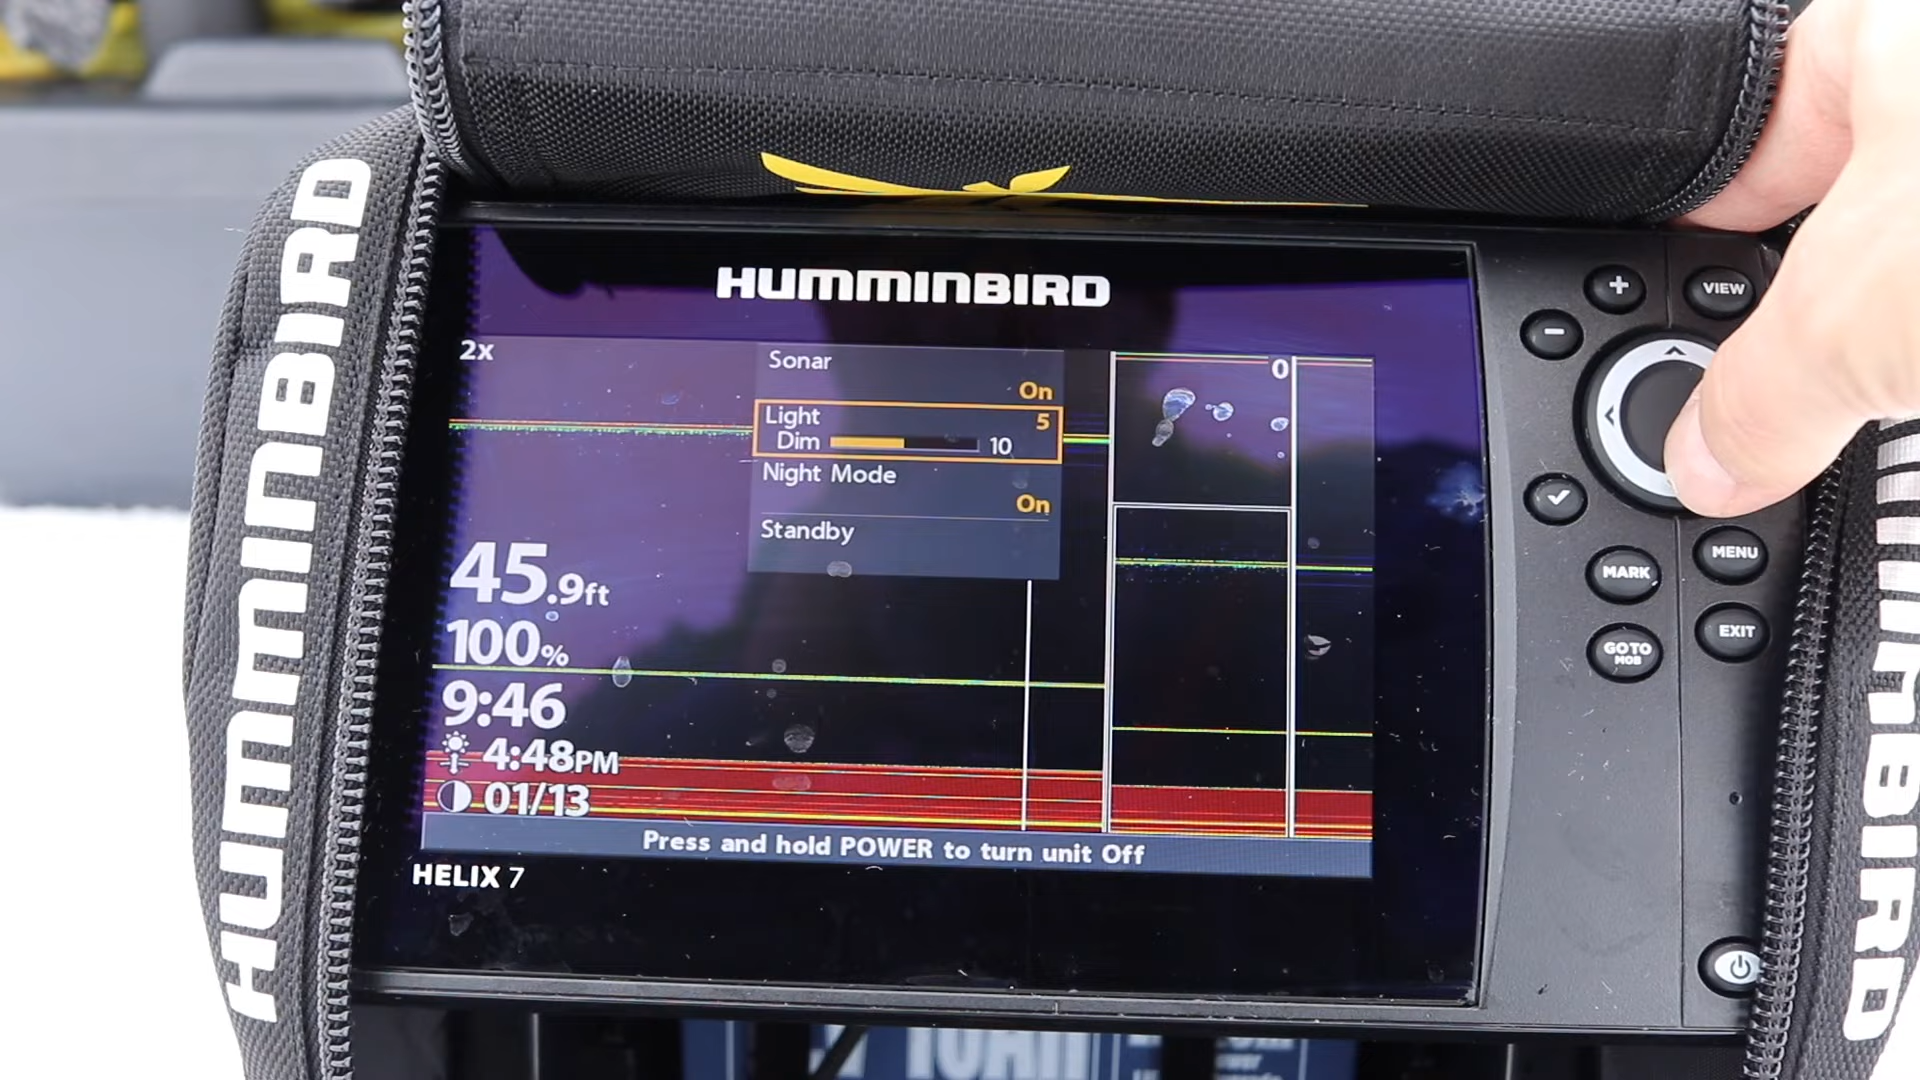 HUMMINBIRD
HUMMINBIRD
2x
Sonar
On
Light 5
Dim 10
Night Mode
On
Standby
0
45.9ft
100%
9:46
4:48PM
01/13
Press and hold POWER to turn unit Off
HELIX 7
+
VIEW
-
MENU
MARK
EXIT
GO TO
MOB
HUMMINBIRD